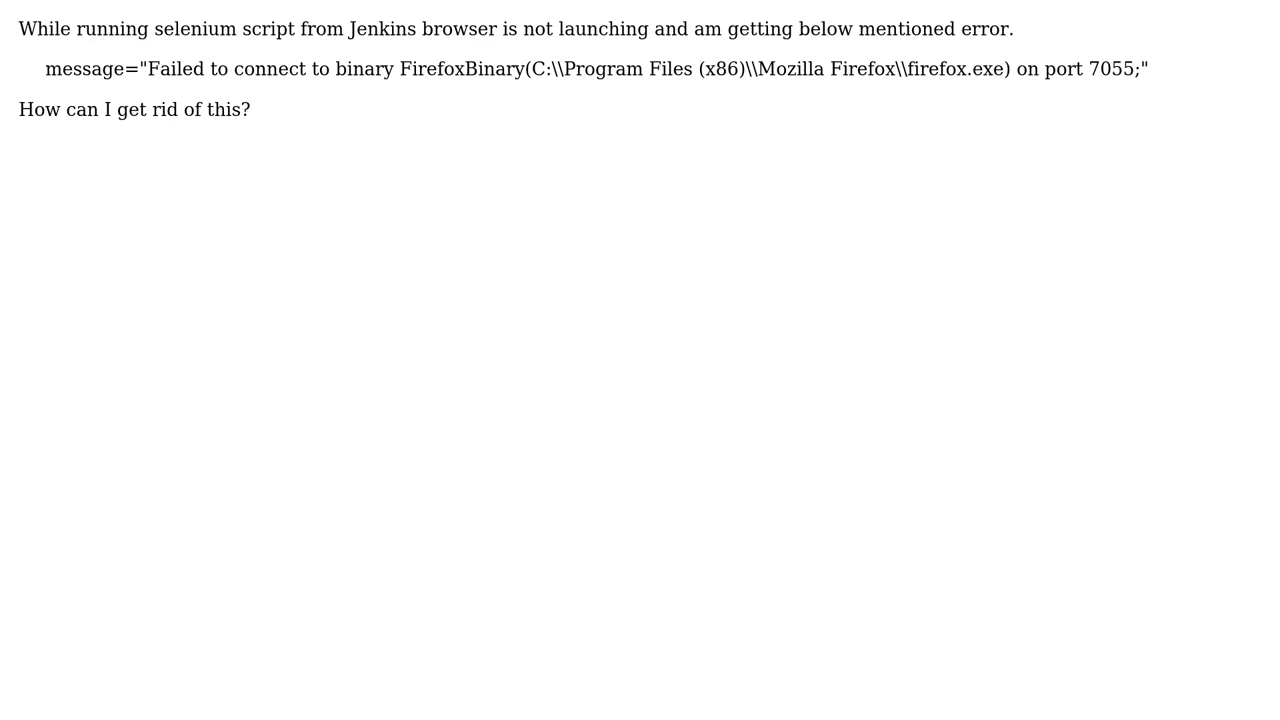 While running selenium script from Jenkins browser is not launching and am getting below mentioned error.
message="Failed to connect to binary FirefoxBinary(C:\\Program Files (x86)\\Mozilla Firefox\\firefox.exe) on port 7055;"
How can I get rid of this?